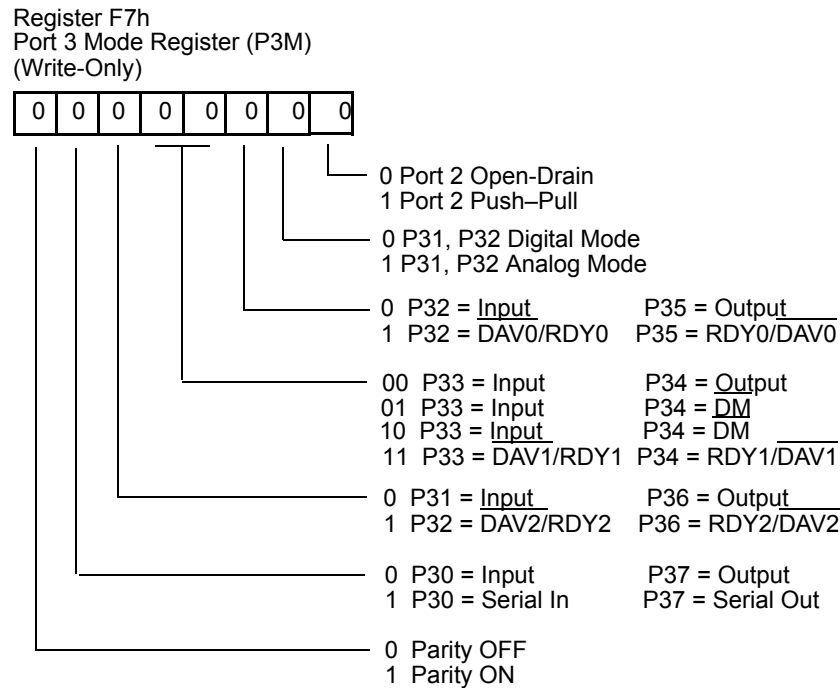 Register F7h
Port 3 Mode Register (P3M)
(Write-Only)
0 0 0 0 0 0 0 0
0 Port 2 Open-Drain
1 Port 2 Push–Pull
0 P31, P32 Digital Mode
1 P31, P32 Analog Mode
0 P32 = Input P35 = Output
1 P32 = DAV0/RDY0 P35 = RDY0/DAV0
00 P33 = Input P34 = Output
01 P33 = Input P34 = DM
10 P33 = Input P34 = DM
11 P33 = DAV1/RDY1 P34 = RDY1/DAV1
0 P31 = Input P36 = Output
1 P32 = DAV2/RDY2 P36 = RDY2/DAV2
0 P30 = Input P37 = Output
1 P30 = Serial In P37 = Serial Out
0 Parity OFF
1 Parity ON